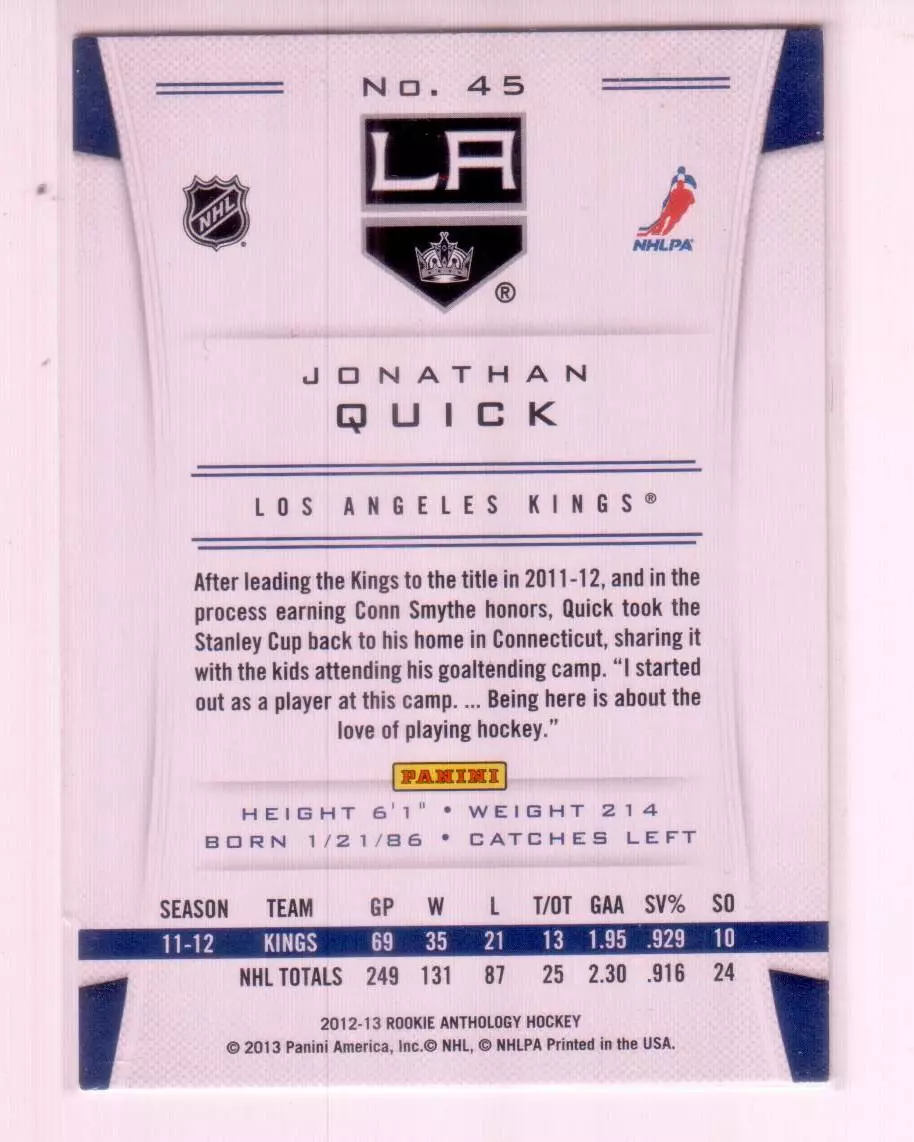 No. 45
LA
NHL
NHLPA
®
JONATHAN
QUICK
LOS ANGELES KINGS®
After leading the Kings to the title in 2011-12, and in the
process earning Conn Smythe honors, Quick took the
Stanley Cup back to his home in Connecticut, sharing it
with the kids attending his goaltending camp. “I started
out as a player at this camp. ... Being here is about the
love of playing hockey.”
PANINI
HEIGHT 6'1" • WEIGHT 214
BORN 1/21/86 • CATCHES LEFT
SEASON TEAM GP W L T/OT GAA SV% SO
11-12 KINGS 69 35 21 13 1.95 .929 10
NHL TOTALS 249 131 87 25 2.30 .916 24
2012-13 ROOKIE ANTHOLOGY HOCKEY
© 2013 Panini America, Inc.© NHL, © NHLPA Printed in the USA.